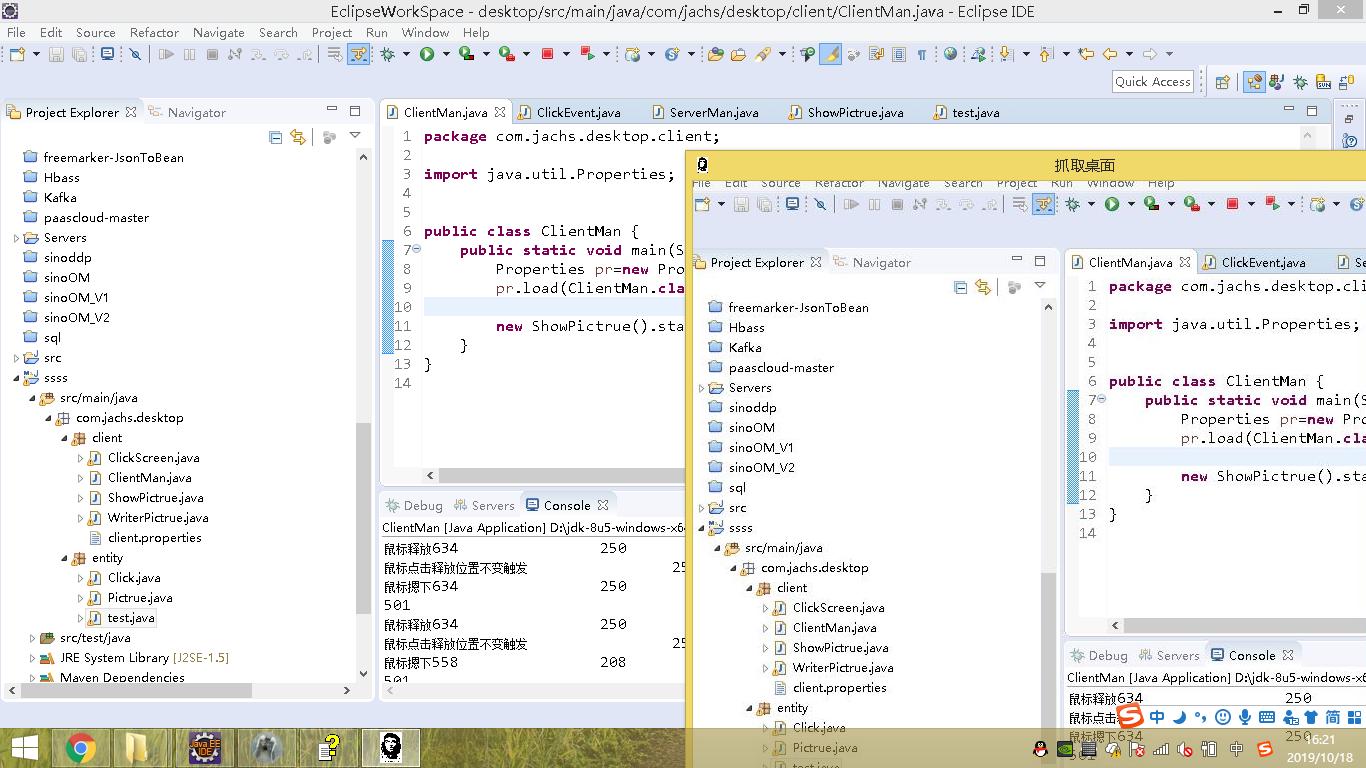 EclipseWorkSpace - desktop/src/main/java/com/jachs/desktop/client/ClientMan.java - Eclipse IDE
File Edit Source Refactor Navigate Search Project Run Window Help
Quick Access
Project Explorer Navigator
freemarker-JsonToBean
Hbass
Kafka
paascloud-master
Servers
sinoddp
sinoOM
sinoOM_V1
sinoOM_V2
sql
src
ssss
src/main/java
com.jachs.desktop
client
ClickScreen.java
ClientMan.java
ShowPictrue.java
WriterPictrue.java
client.properties
entity
Click.java
Pictrue.java
test.java
src/test/java
JRE System Library [J2SE-1.5]
Maven Dependencies
ClientMan.java ClickEvent.java ServerMan.java ShowPictrue.java test.java
1 package com.jachs.desktop.client;
2
3 import java.util.Properties;
4
5
6 public class ClientMan {
7 public static void main(S
8 Properties pr=new Pro
9 pr.load(ClientMan.cla
10
11 new ShowPictrue().sta
12 }
13 }
14
Debug Servers Console
ClientMan [Java Application] D:\jdk-8u5-windows-x6
鼠标释放634 250
鼠标点击释放位置不变触发 25
鼠标摁下634 250
501
鼠标释放634 250
鼠标点击释放位置不变触发 25
鼠标摁下558 208
501
抓取桌面
File Edit Source Refactor Navigate Search Project Run Window Help
Project Explorer Navigator
freemarker-JsonToBean
Hbass
Kafka
paascloud-master
Servers
sinoddp
sinoOM
sinoOM_V1
sinoOM_V2
sql
src
ssss
src/main/java
com.jachs.desktop
client
ClickScreen.java
ClientMan.java
ShowPictrue.java
WriterPictrue.java
client.properties
entity
Click.java
Pictrue.java
test.java
ClientMan.java ClickEvent.java Se
1 package com.jachs.desktop.cli
2
3 import java.util.Properties;
4
5
6 public class ClientMan {
7 public static void main(S
8 Properties pr=new Pro
9 pr.load(ClientMan.cla
10
11 new ShowPictrue().sta
12 }
13 }
14
Debug Servers Console
ClientMan [Java Application] D:\jdk-8u5-windows-x6
鼠标释放634 250
鼠标点击
中 简
鼠标摁下634 250
501
Java EE
IDE
中
16:21
2019/10/18